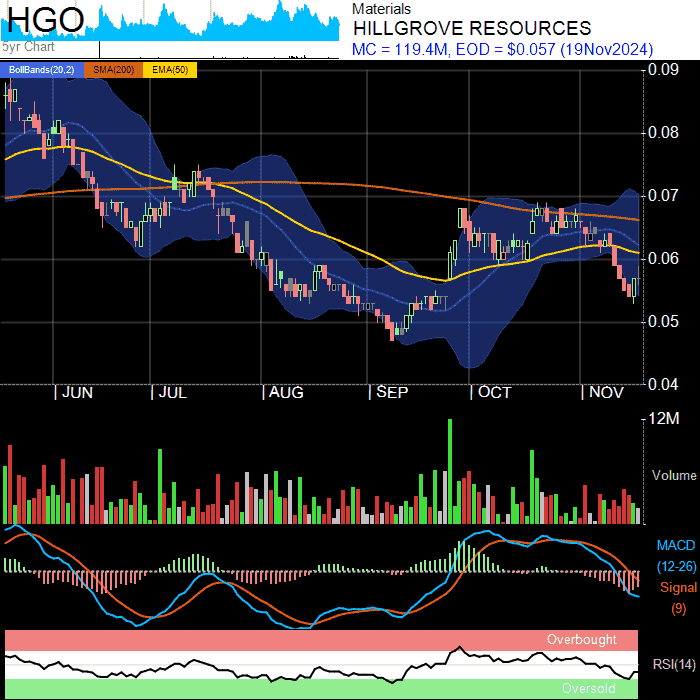 HGO
5yr Chart
Materials
HILLGROVE RESOURCES
MC = 119.4M, EOD = $0.057 (19Nov2024)
BollBands(20,2) SMA(200) EMA(50)
0.09
0.08
0.07
0.06
0.05
0.04
JUN JUL AUG SEP OCT NOV
12M
Volume
MACD
(12-26)
Signal
(9)
Overbought
RSI(14)
Oversold